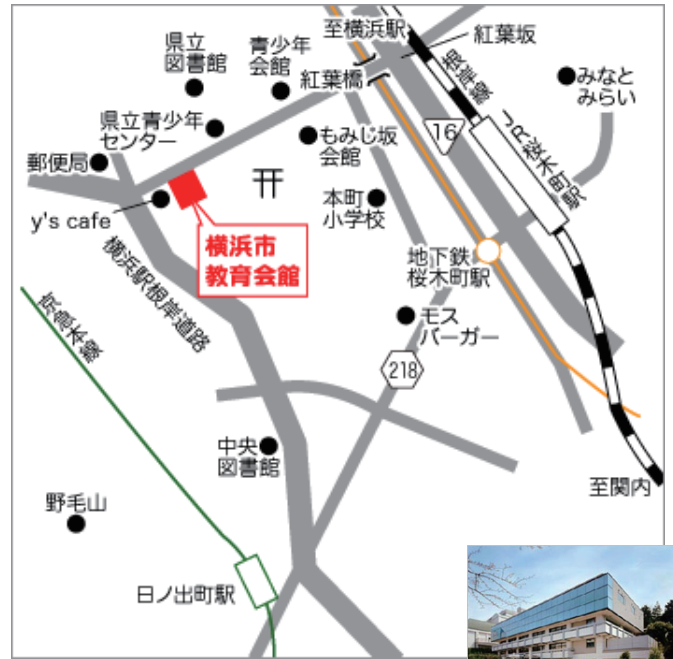 至横浜駅
紅葉坂
県立
図書館
青少年
会館
紅葉橋
根岸線
みなと
みらい
県立青少年
センター
もみじ坂
会館
16
JR桜木町駅
郵便局
y's cafe
本町
小学校
横浜市
教育会館
地下鉄
桜木町駅
横浜駅根岸道路
京急本線
モス
バーガー
218
中央
図書館
至関内
野毛山
日ノ出町駅